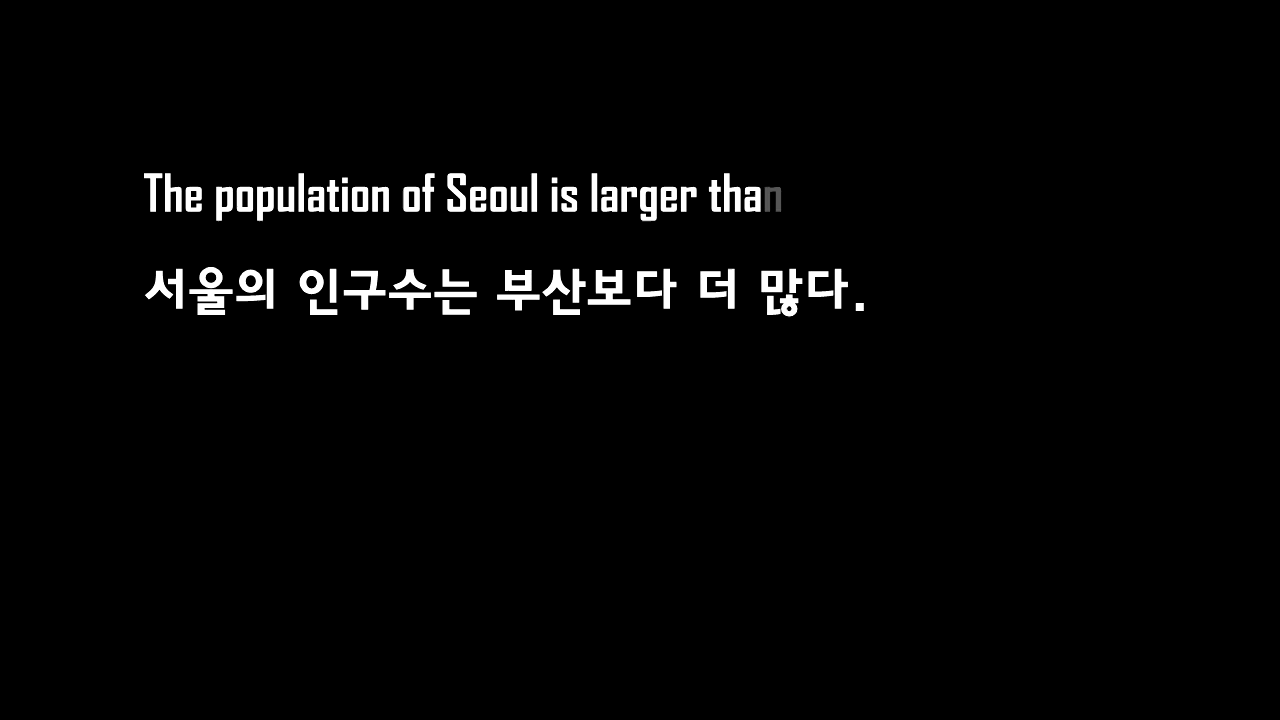 The population of Seoul is larger than
서울의 인구수는 부산보다 더 많다.